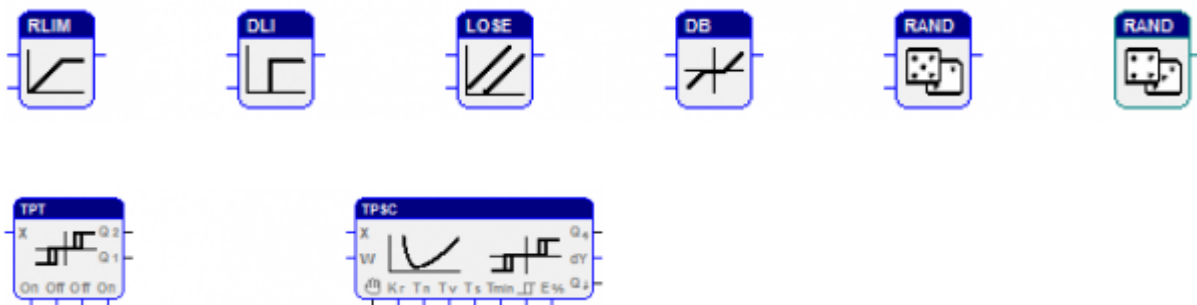 RLIM DLI LOSE DB RAND RAND
TPT TPSC
X Q2 X Q
Q1 W dY
On Off Off On Kr Tn Tv Ts Tmin E% Q